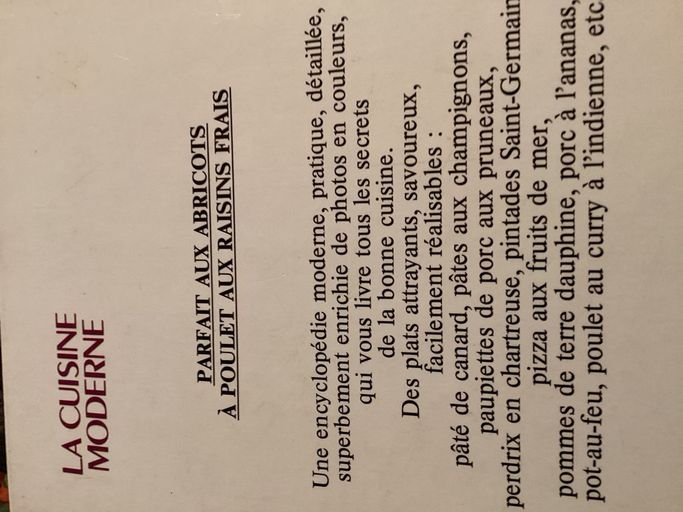 LA CUISINE
MODERNE
PARFAIT AUX ABRICOTS
À POULET AUX RAISINS FRAIS
Une encyclopédie moderne, pratique, détaillée,
superbement enrichie de photos en couleurs,
qui vous livre tous les secrets
de la bonne cuisine.
Des plats attrayants, savoureux,
facilement réalisables :
pâté de canard, pâtes aux champignons,
paupiettes de porc aux pruneaux,
perdrix en chartreuse, pintades Saint-Germain
pizza aux fruits de mer,
pommes de terre dauphine, porc à l'ananas,
pot-au-feu, poulet au curry à l'indienne, etc